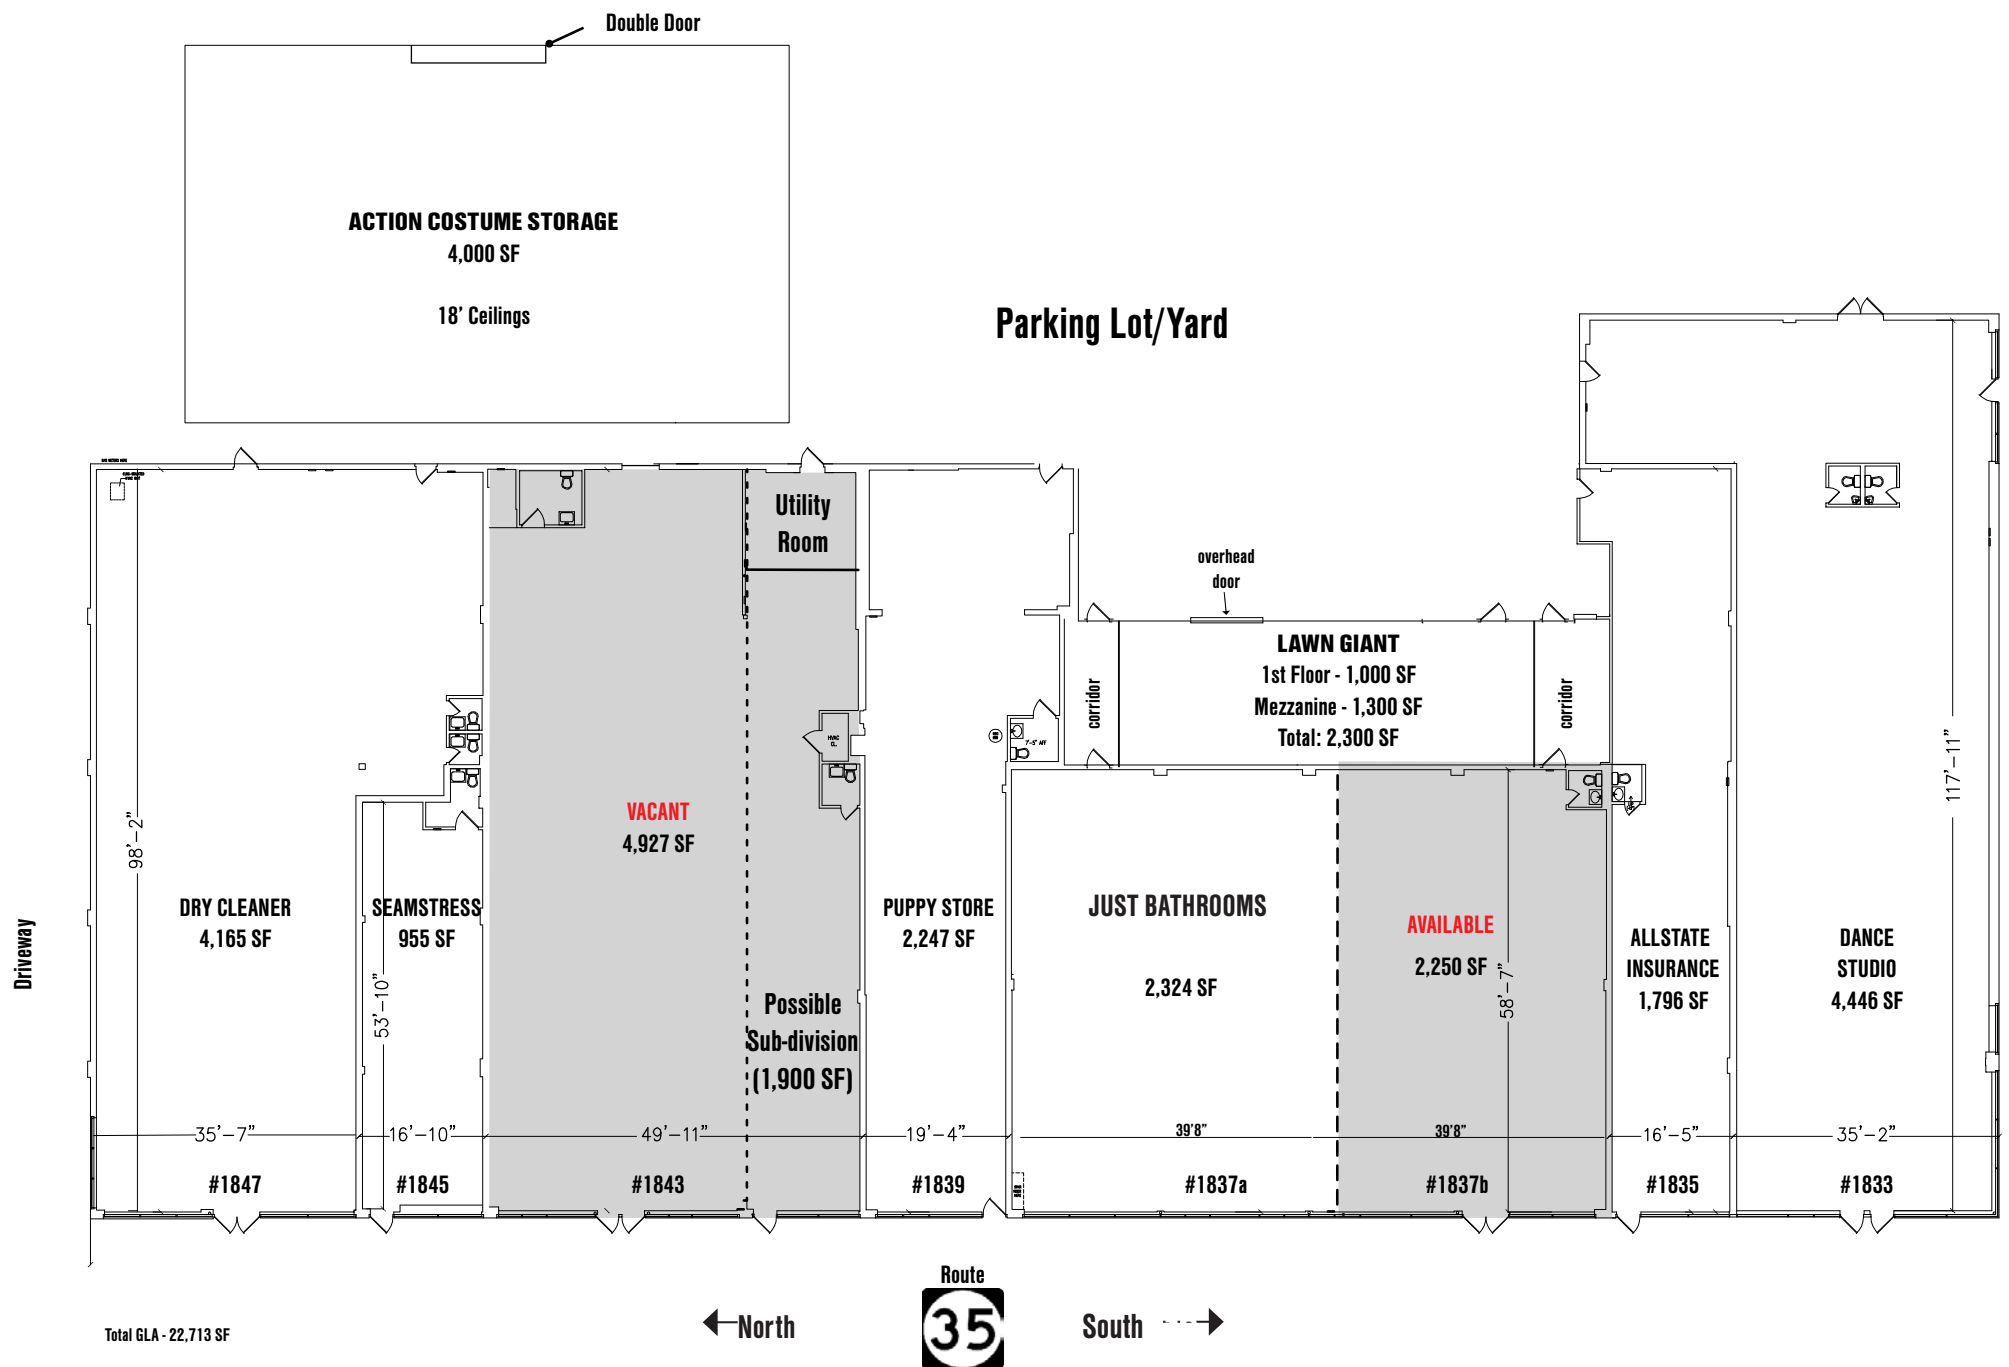 Double Door
ACTION COSTUME STORAGE
4,000 SF
18’ Ceilings
Parking Lot/Yard
Utility
Room
overhead
door
LAWN GIANT
1st Floor - 1,000 SF
Mezzanine - 1,300 SF
Total: 2,300 SF
corridor
corridor
HVAC
CL.
7'-5" AFF
98’-2”
117’-11”
VACANT
4,927 SF
DRY CLEANER
4,165 SF
SEAMSTRESS
955 SF
53’-10”
PUPPY STORE
2,247 SF
JUST BATHROOMS
2,324 SF
AVAILABLE
2,250 SF
58’-7”
ALLSTATE
INSURANCE
1,796 SF
DANCE
STUDIO
4,446 SF
Driveway
Possible
Sub-division
(1,900 SF)
35’-7”
16’-10”
49’-11”
19’-4”
39’8”
39’8”
16’-5”
35’-2”
#1847
#1845
#1843
#1839
#1837a
#1837b
#1835
#1833
Route
35
North
South
Total GLA - 22,713 SF